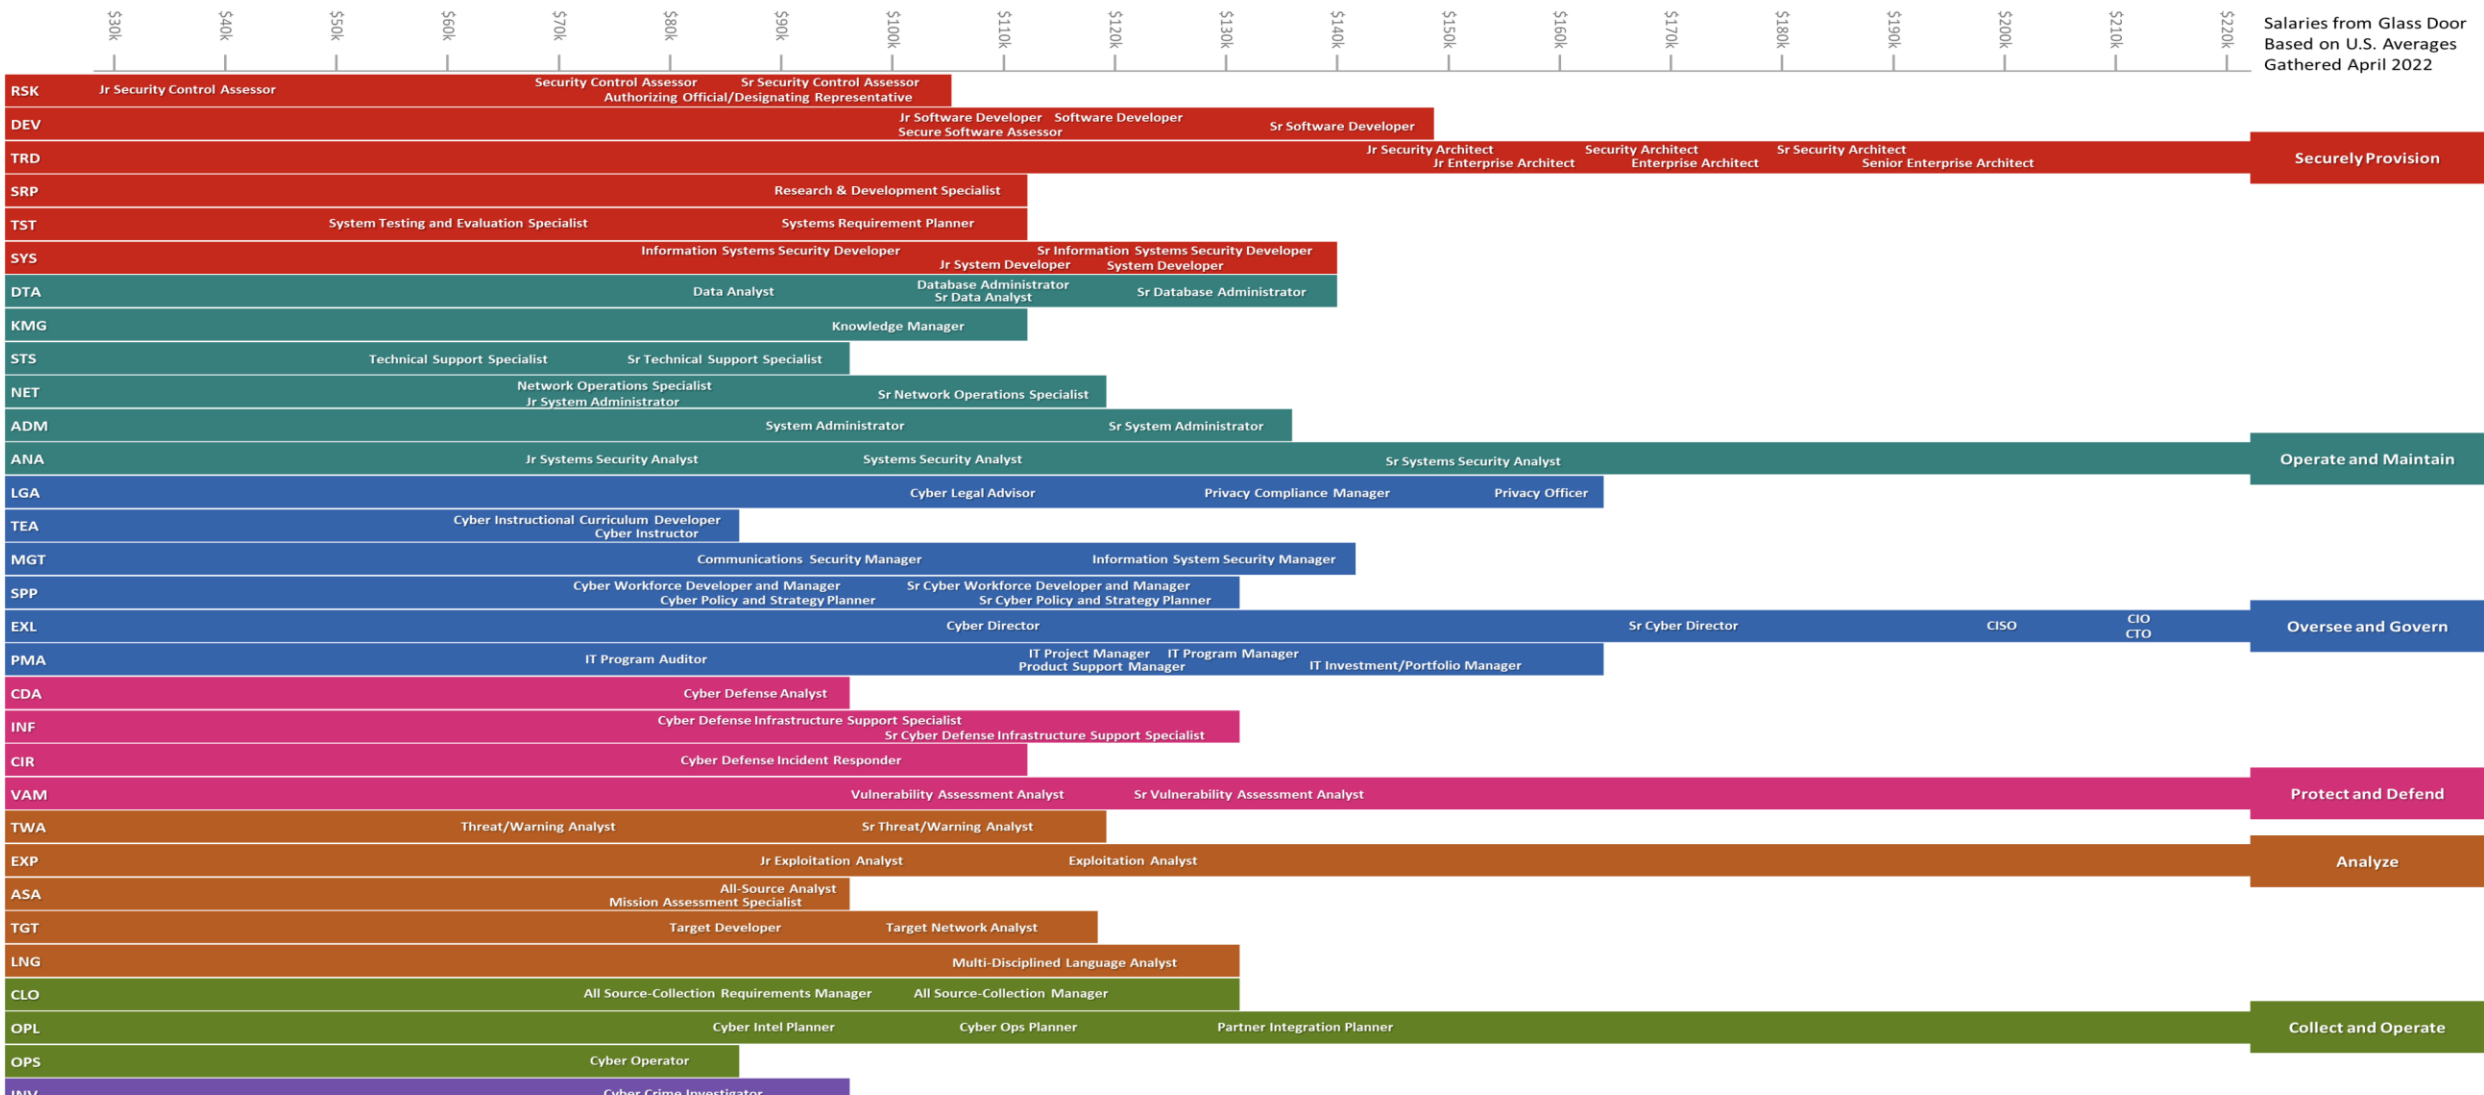 $30k $40k $50k $60k $70k $80k $90k $100k $110k $120k $130k $140k $150k $160k $170k $180k $190k $200k $210k $220k
Salaries from Glass Door
Based on U.S. Averages
Gathered April 2022
RSK
Jr Security Control Assessor
Security Control Assessor
Sr Security Control Assessor
Authorizing Official/Designating Representative
DEV
Jr Software Developer
Software Developer
Secure Software Assessor
Sr Software Developer
TRD
Jr Security Architect
Security Architect
Sr Security Architect
Jr Enterprise Architect
Enterprise Architect
Senior Enterprise Architect
Securely Provision
SRP
Research & Development Specialist
TST
System Testing and Evaluation Specialist
Systems Requirement Planner
SYS
Information Systems Security Developer
Sr Information Systems Security Developer
Jr System Developer
System Developer
DTA
Data Analyst
Database Administrator
Sr Data Analyst
Sr Database Administrator
KMG
Knowledge Manager
STS
Technical Support Specialist
Sr Technical Support Specialist
NET
Network Operations Specialist
Jr System Administrator
Sr Network Operations Specialist
ADM
System Administrator
Sr System Administrator
ANA
Jr Systems Security Analyst
Systems Security Analyst
Sr Systems Security Analyst
Operate and Maintain
LGA
Cyber Legal Advisor
Privacy Compliance Manager
Privacy Officer
TEA
Cyber Instructional Curriculum Developer
Cyber Instructor
MGT
Communications Security Manager
Information System Security Manager
SPP
Cyber Workforce Developer and Manager
Sr Cyber Workforce Developer and Manager
Cyber Policy and Strategy Planner
Sr Cyber Policy and Strategy Planner
EXL
Cyber Director
Sr Cyber Director
CISO
CIO
CTO
Oversee and Govern
PMA
IT Program Auditor
IT Project Manager
IT Program Manager
Product Support Manager
IT Investment/Portfolio Manager
CDA
Cyber Defense Analyst
INF
Cyber Defense Infrastructure Support Specialist
Sr Cyber Defense Infrastructure Support Specialist
CIR
Cyber Defense Incident Responder
VAM
Vulnerability Assessment Analyst
Sr Vulnerability Assessment Analyst
Protect and Defend
TWA
Threat/Warning Analyst
Sr Threat/Warning Analyst
EXP
Jr Exploitation Analyst
Exploitation Analyst
Analyze
ASA
All-Source Analyst
Mission Assessment Specialist
TGT
Target Developer
Target Network Analyst
LNG
Multi-Disciplined Language Analyst
CLO
All Source-Collection Requirements Manager
All Source-Collection Manager
OPL
Cyber Intel Planner
Cyber Ops Planner
Partner Integration Planner
Collect and Operate
OPS
Cyber Operator
INV
Cyber Crime Investigator